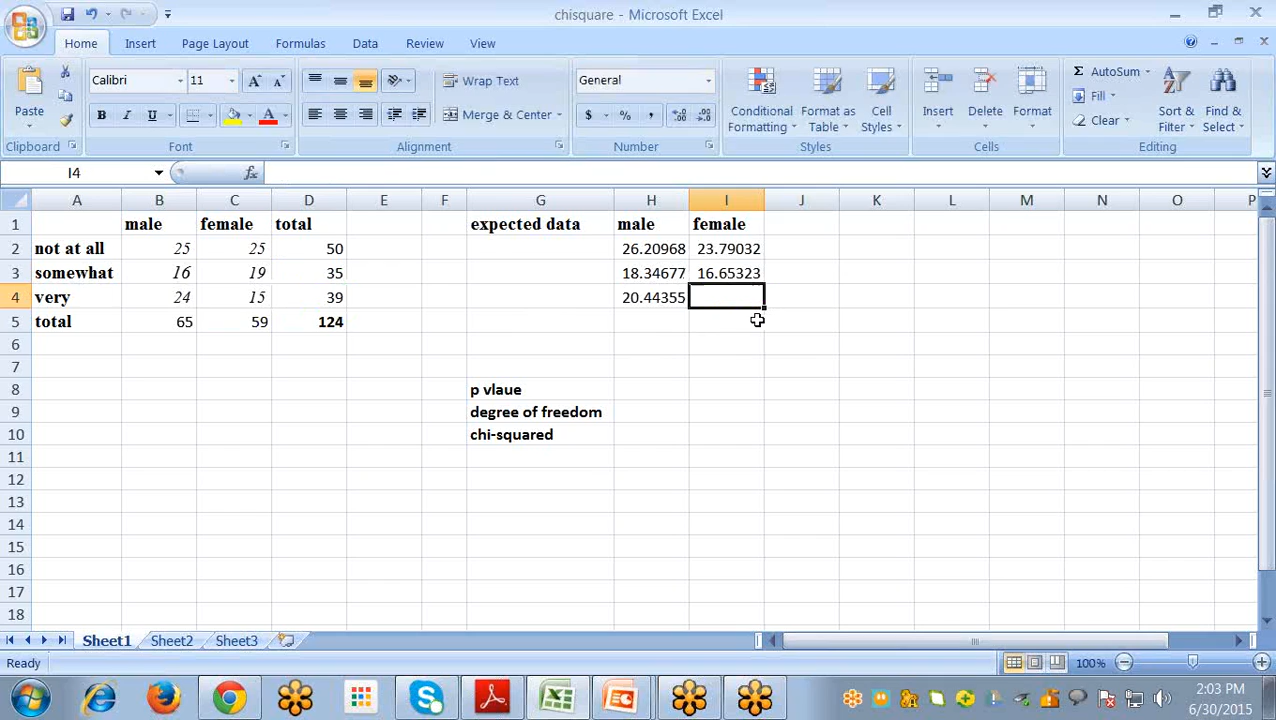 chisquare - Microsoft Excel
Home Insert Page Layout Formulas Data Review View
Paste
Calibri 11
B I U
Wrap Text
Merge & Center
General
$ % ,
Conditional Formatting
Format as Table
Cell Styles
Insert Delete Format
Σ AutoSum
Fill
Clear
Sort & Filter
Find & Select
Clipboard Font Alignment Number Styles Cells Editing
I4 fx
A B C D E F G H I J K L M N O P
1 male female total expected data male female
2 not at all 25 25 50 26.20968 23.79032
3 somewhat 16 19 35 18.34677 16.65323
4 very 24 15 39 20.44355
5 total 65 59 124
6
7
8 p vlaue
9 degree of freedom
10 chi-squared
11
12
13
14
15
16
17
18
Sheet1 Sheet2 Sheet3
Ready 100%
2:03 PM
6/30/2015